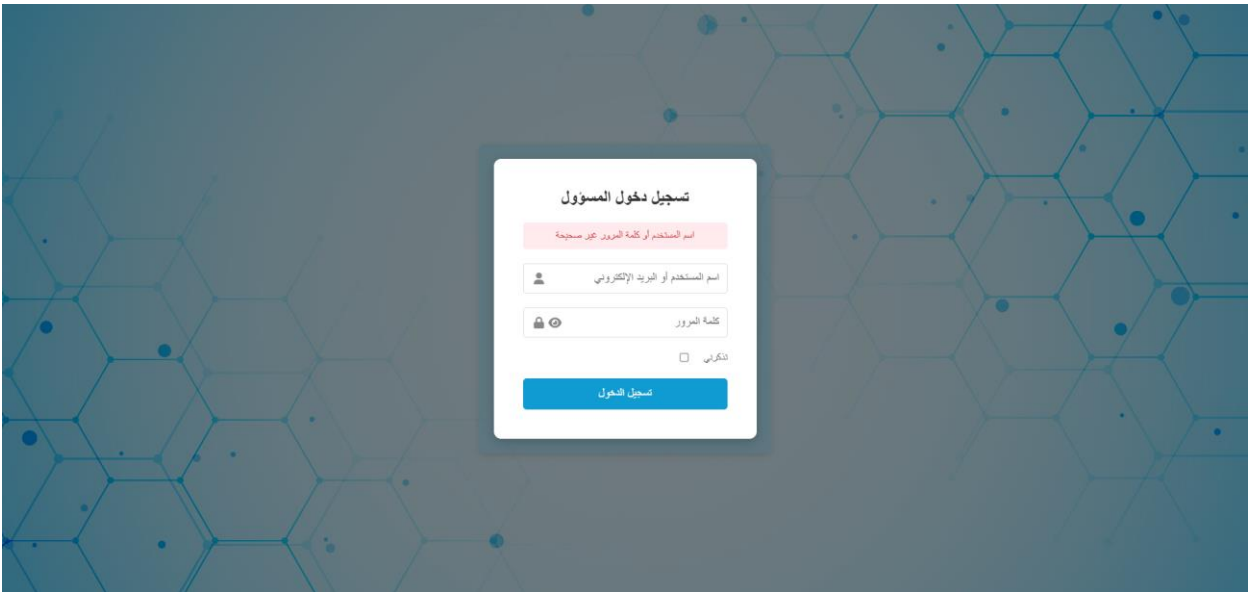 تسجيل دخول المسؤول
اسم المستخدم أو كلمة المرور غير صحيحة
اسم المستخدم أو البريد الإلكتروني
كلمة المرور
تذكرني
تسجيل الدخول